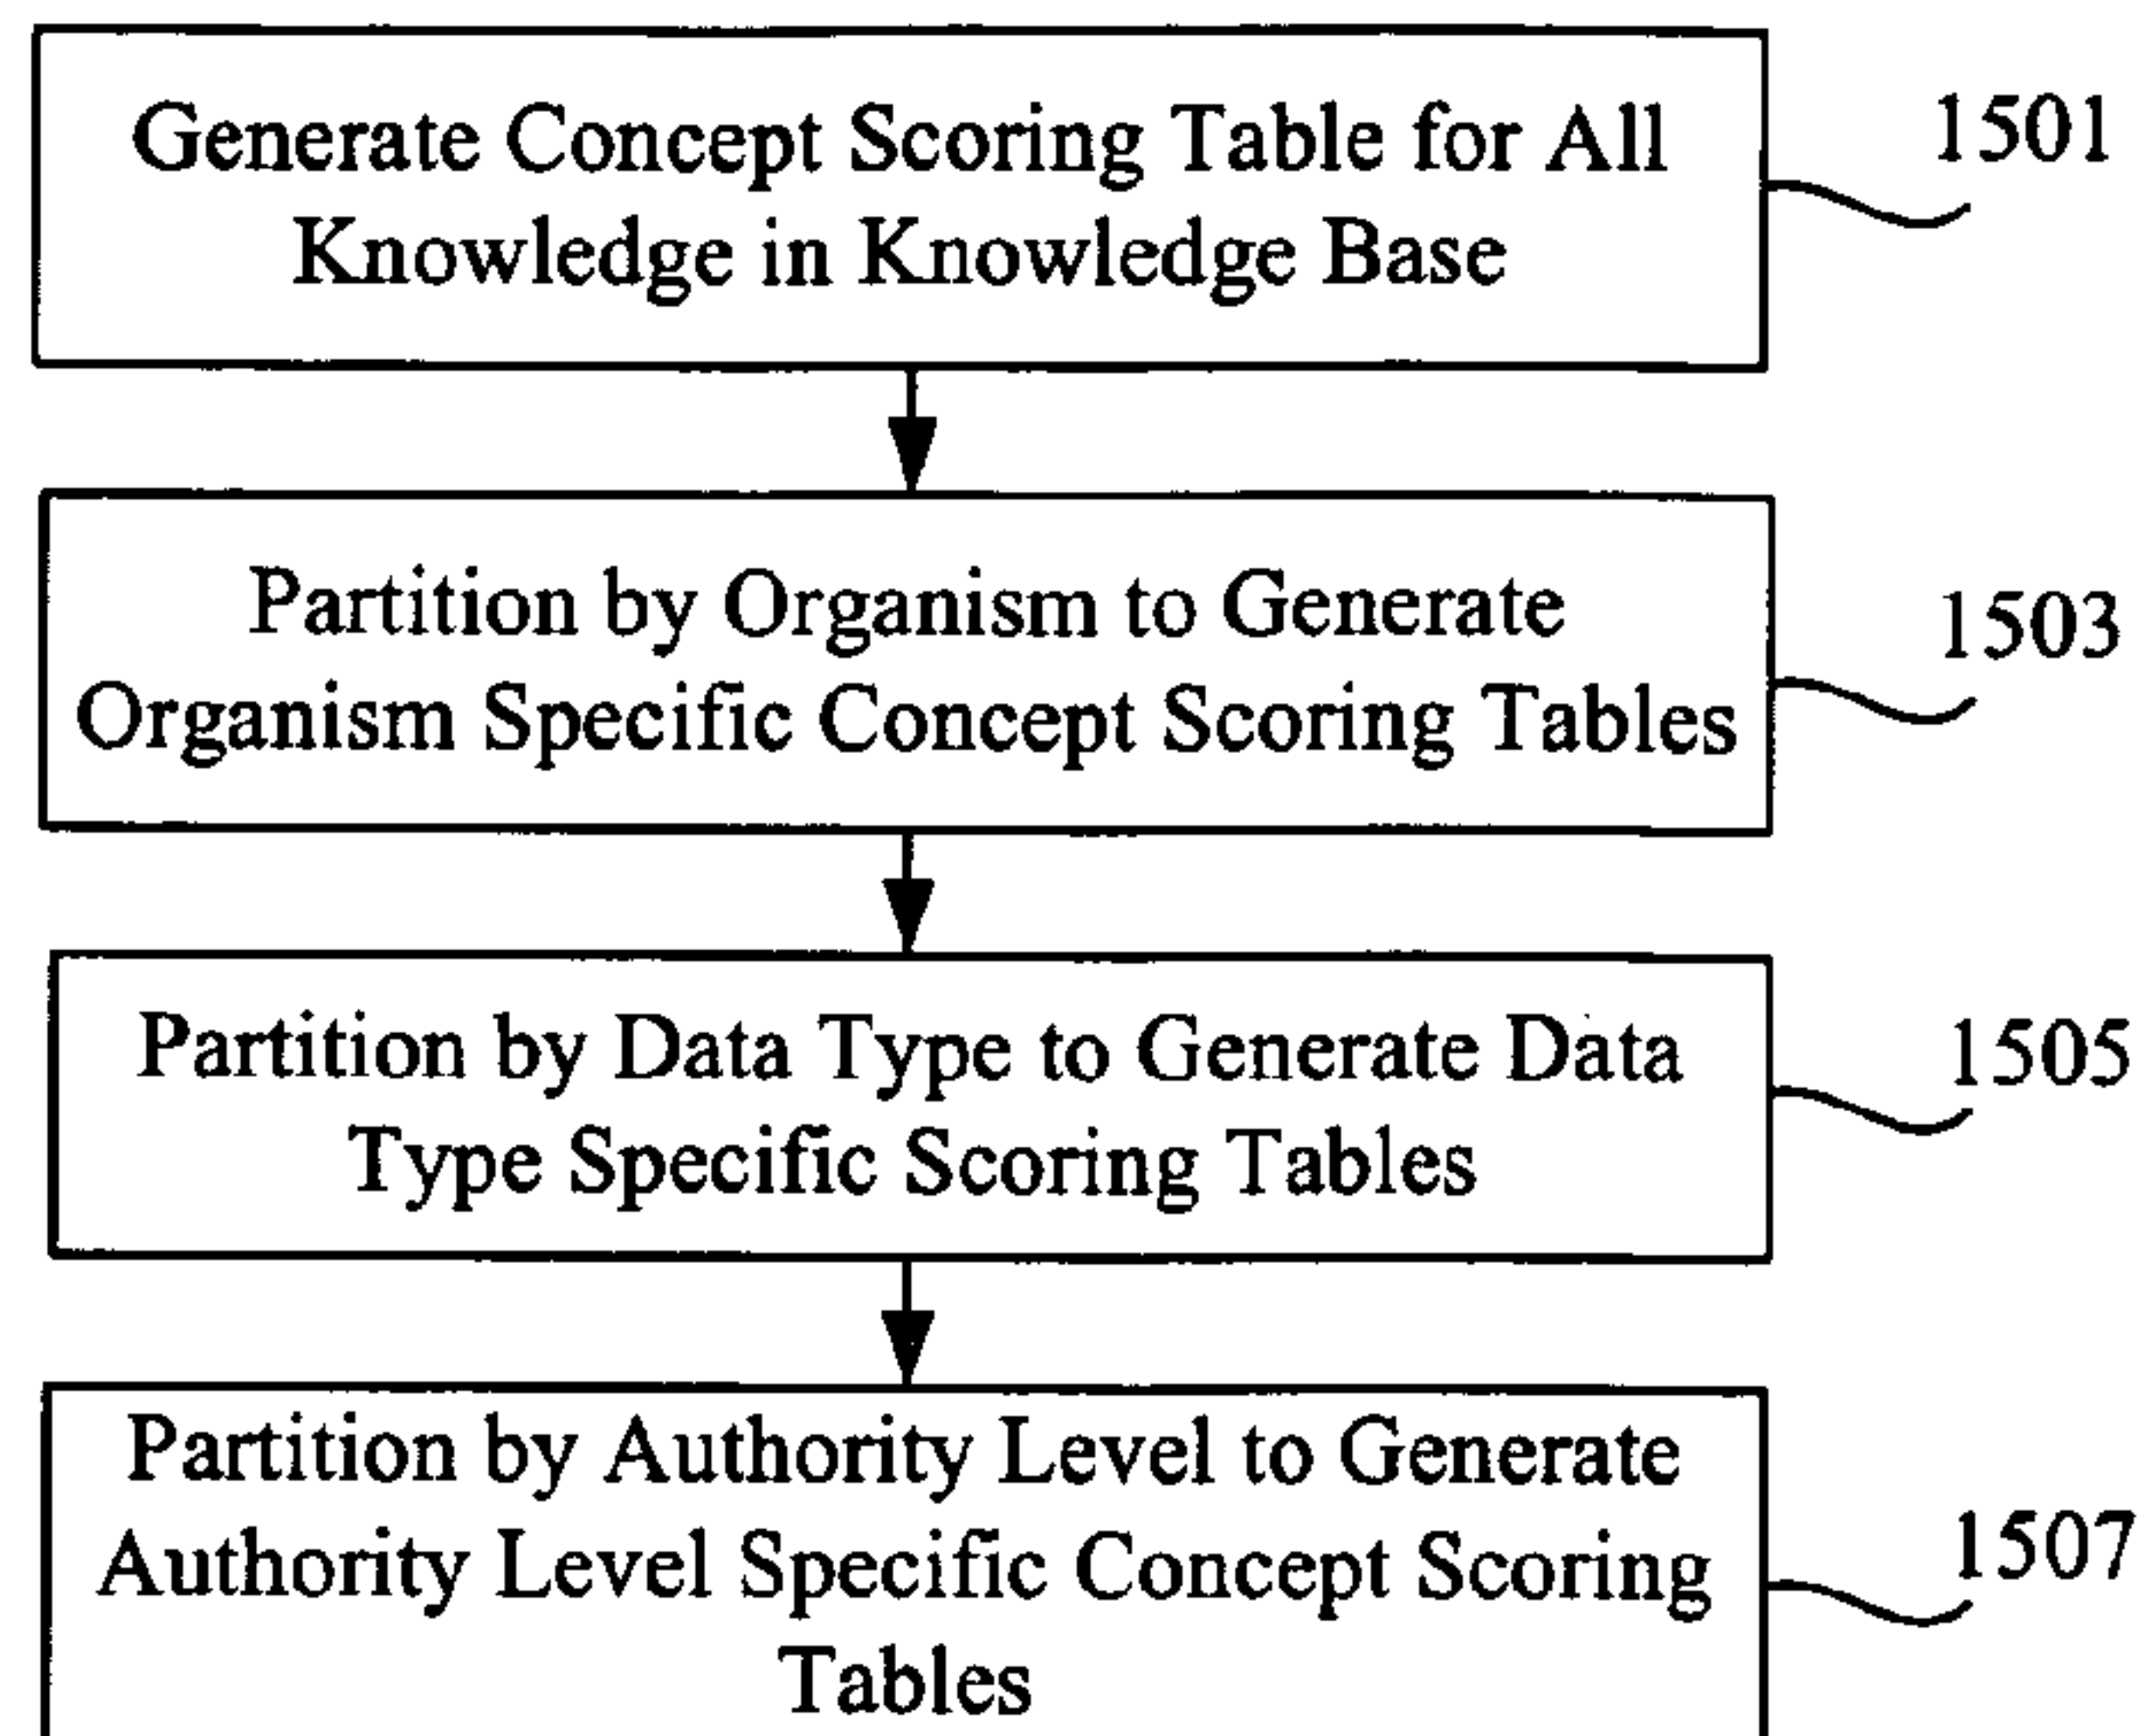 Generate Concept Scoring Table for All
Knowledge in Knowledge Base
1501
Partition by Organism to Generate
Organism Specific Concept Scoring Tables
1503
Partition by Data Type to Generate Data
Type Specific Scoring Tables
1505
Partition by Authority Level to Generate
Authority Level Specific Concept Scoring
Tables
1507